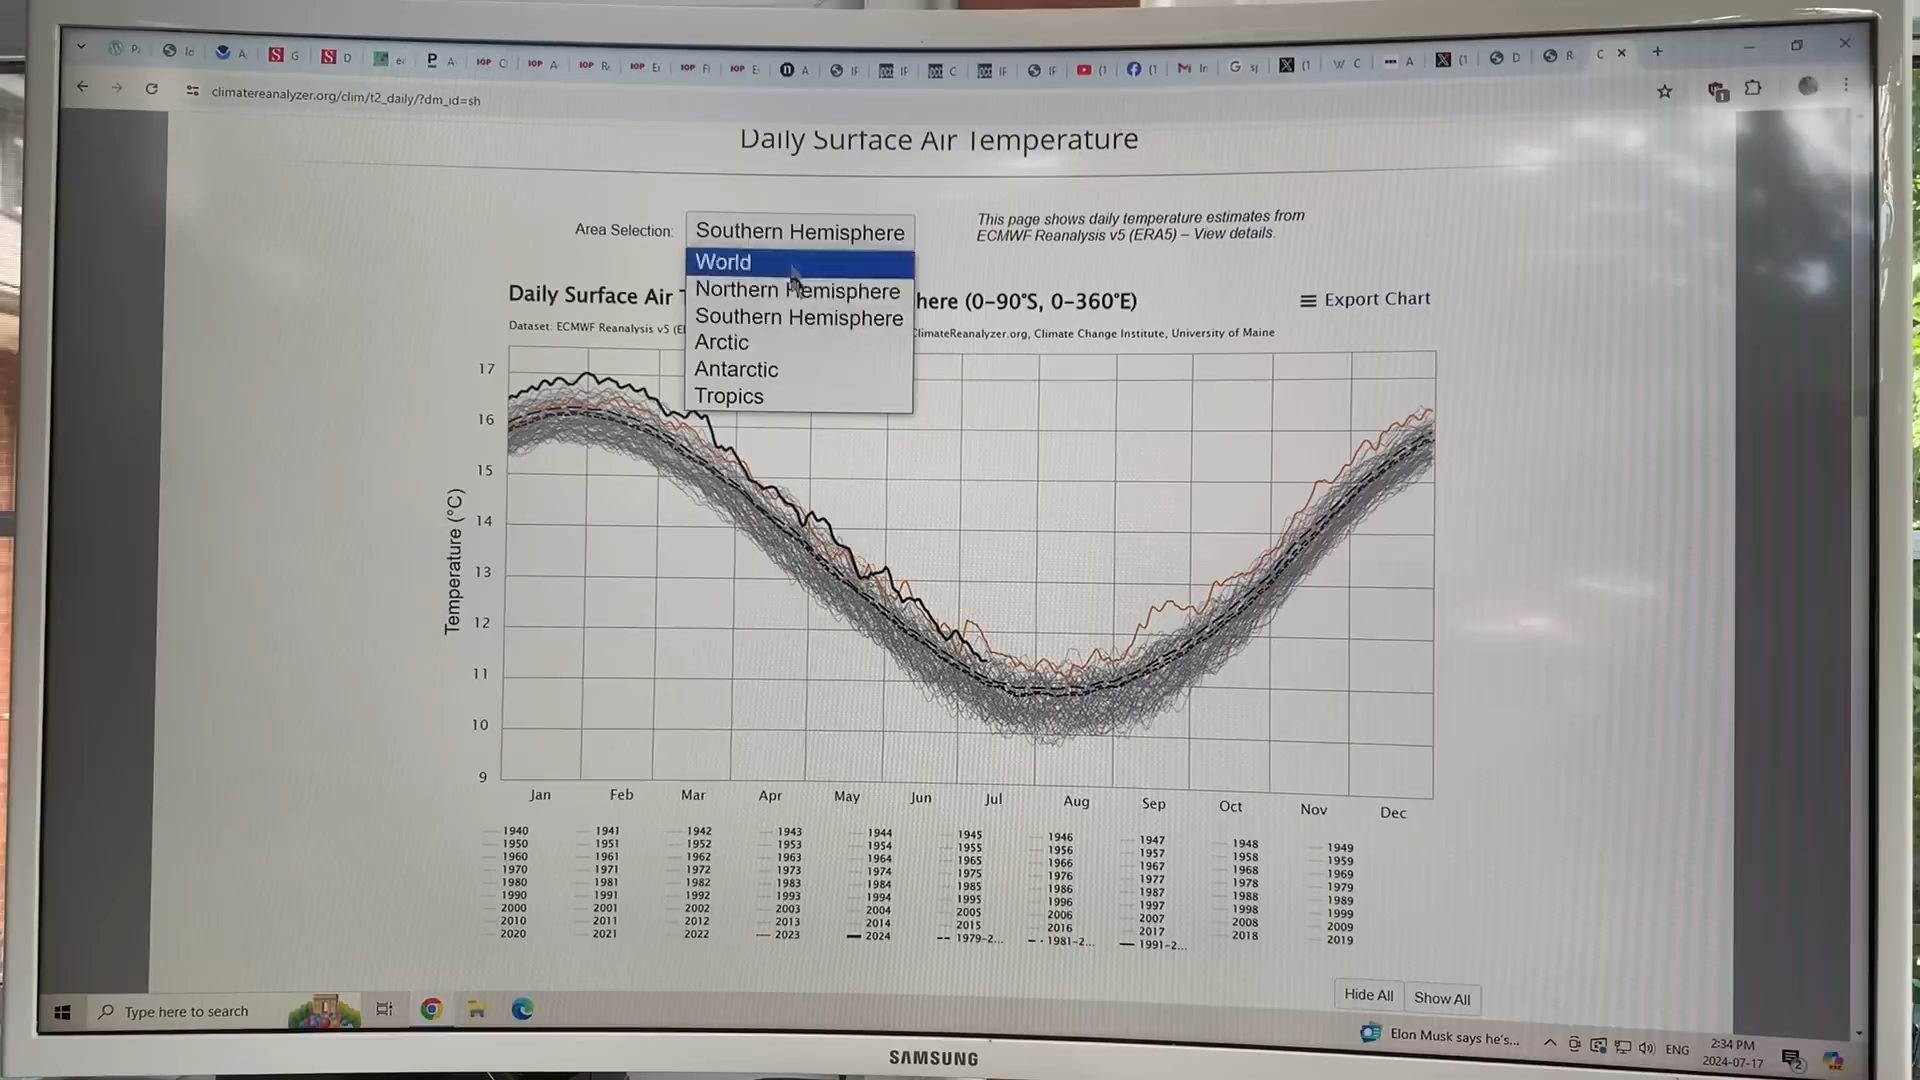 climatereanalyzer.org/clim/t2_daily/?dm_id=sh
Daily Surface Air Temperature
Area Selection:
Southern Hemisphere
World
Northern Hemisphere
Southern Hemisphere
Arctic
Antarctic
Tropics
This page shows daily temperature estimates from
ECMWF Reanalysis v5 (ERA5) – View details.
Daily Surface Air
here (0–90°S, 0–360°E)
Export Chart
Dataset: ECMWF Reanalysis v5
ClimateReanalyzer.org, Climate Change Institute, University of Maine
Temperature (°C)
17
16
15
14
13
12
11
10
9
Jan Feb Mar Apr May Jun Jul Aug Sep Oct Nov Dec
1940 1941 1942 1943 1944 1945 1946 1947 1948 1949
1950 1951 1952 1953 1954 1955 1956 1957 1958 1959
1960 1961 1962 1963 1964 1965 1966 1967 1968 1969
1970 1971 1972 1973 1974 1975 1976 1977 1978 1979
1980 1981 1982 1983 1984 1985 1986 1987 1988 1989
1990 1991 1992 1993 1994 1995 1996 1997 1998 1999
2000 2001 2002 2003 2004 2005 2006 2007 2008 2009
2010 2011 2012 2013 2014 2015 2016 2017 2018 2019
2020 2021 2022 2023 2024 1979-2... 1981-2... 1991-2...
Hide All Show All
Type here to search
Elon Musk says he's...
ENG
2:34 PM
2024-07-17
2
SAMSUNG